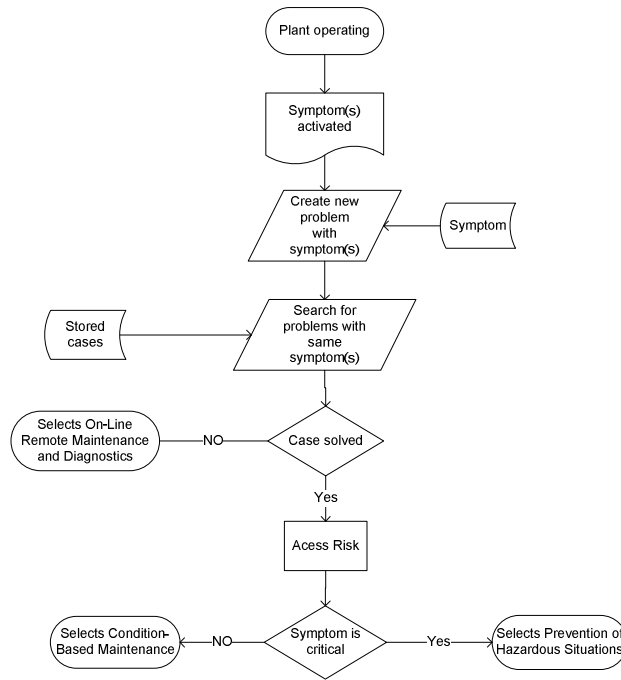 Plant operating
Symptom(s)
activated
Create new
problem
with
symptom(s)
Symptom
Search for
problems with
same
symptom(s)
Stored
cases
Case solved
NO
Selects On-Line
Remote Maintenance
and Diagnostics
Yes
Acess Risk
Symptom is
critical
NO
Selects Condition-
Based Maintenance
Yes
Selects Prevention of
Hazardous Situations